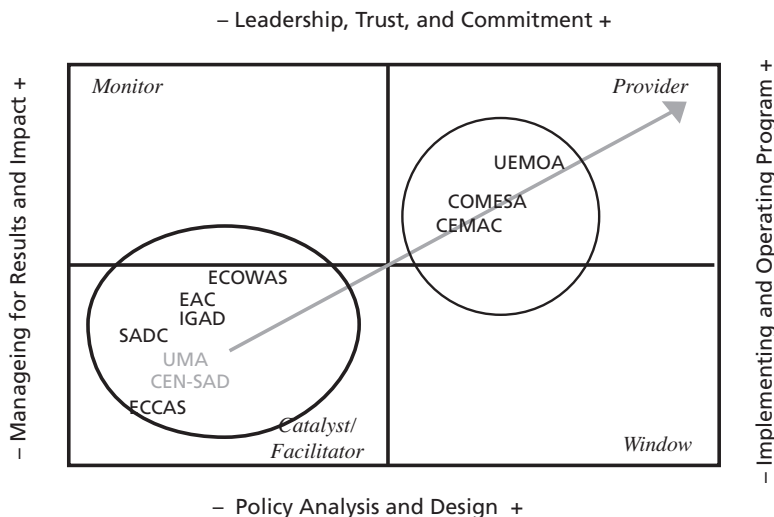 – Leadership, Trust, and Commitment +
– Manageing for Results and Impact +
Monitor
Provider
– Implementing and Operating Program +
UEMOA
COMESA
CEMAC
ECOWAS
EAC
IGAD
SADC
UMA
CEN-SAD
ECCAS
Catalyst/
Facilitator
Window
– Policy Analysis and Design +